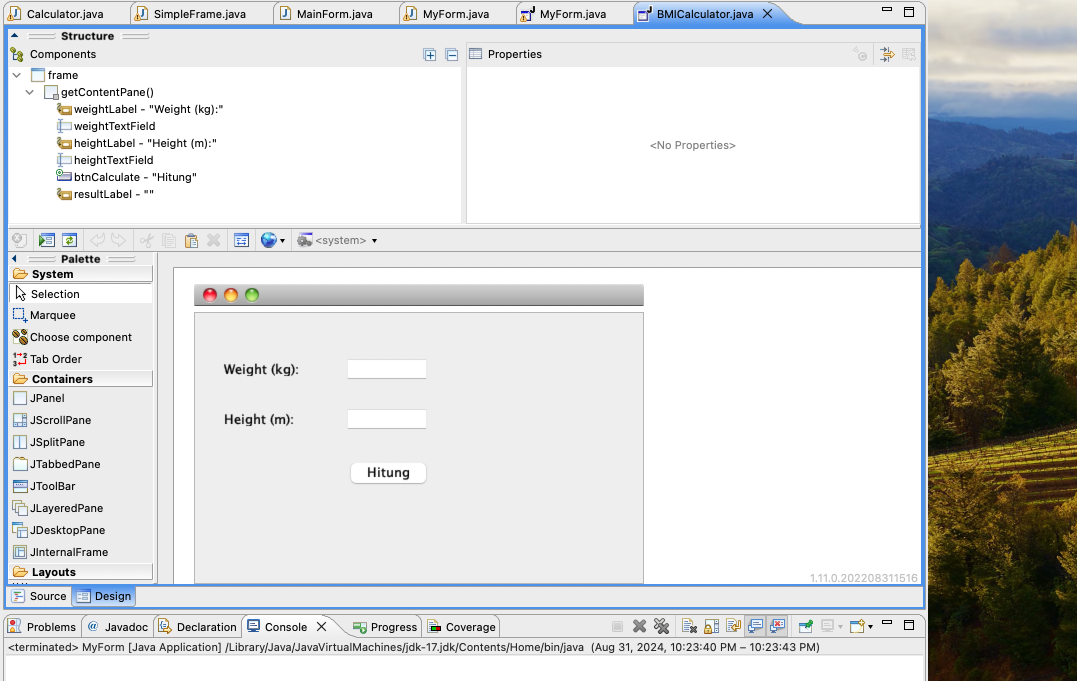 Calculator.java SimpleFrame.java MainForm.java MyForm.java MyForm.java BMICalculator.java
Structure
Components
Properties
frame
getContentPane()
weightLabel - "Weight (kg):"
weightTextField
heightLabel - "Height (m):"
heightTextField
btnCalculate - "Hitung"
resultLabel - ""
<No Properties>
<system>
Palette
System
Selection
Marquee
Choose component
Tab Order
Containers
JPanel
JScrollPane
JSplitPane
JTabbedPane
JToolBar
JLayeredPane
JDesktopPane
JInternalFrame
Layouts
Weight (kg):
Height (m):
Hitung
1.11.0.202208311516
Source Design
Problems @ Javadoc Declaration Console Progress Coverage
<terminated> MyForm [Java Application] /Library/Java/JavaVirtualMachines/jdk-17.jdk/Contents/Home/bin/java (Aug 31, 2024, 10:23:40 PM – 10:23:43 PM)